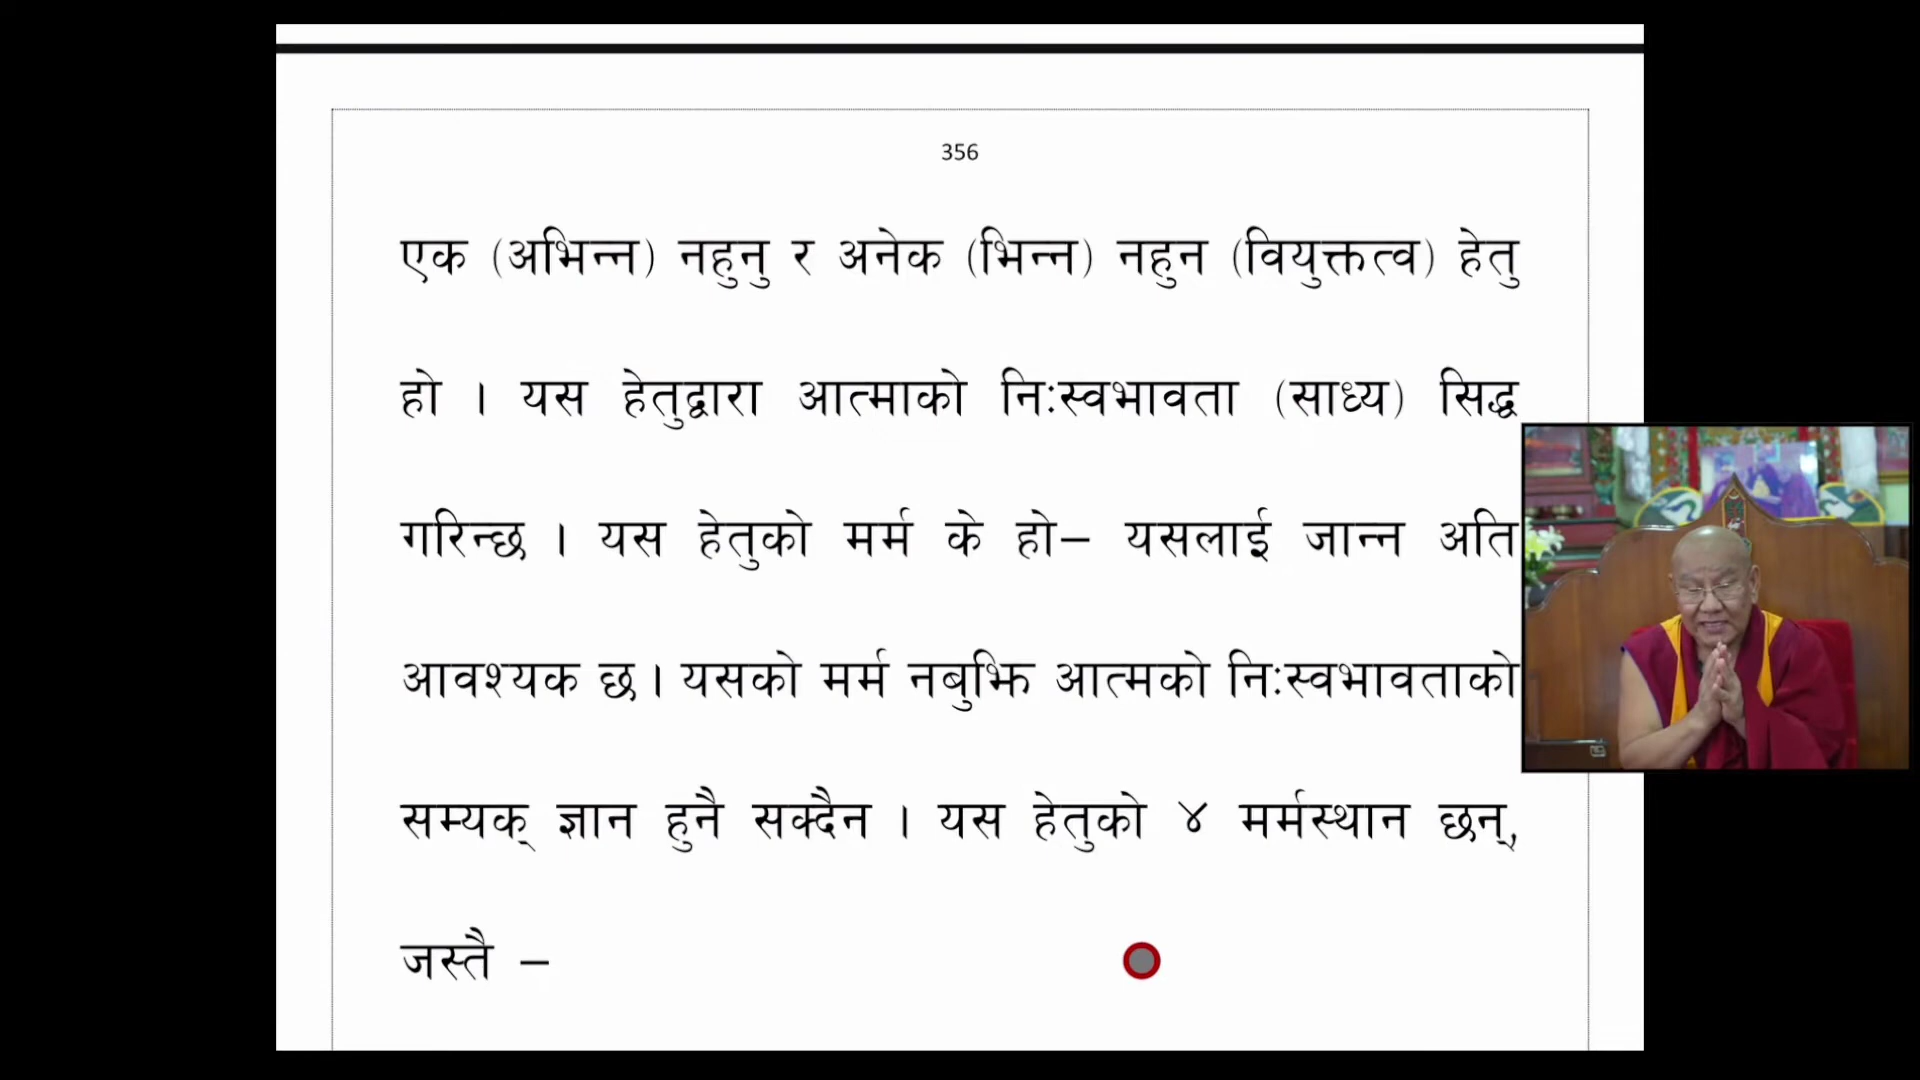 356
एक (अभिन्न) नहुनु र अनेक (भिन्न) नहुन (वियुक्तत्व) हेतु
हो । यस हेतुद्वारा आत्माको निःस्वभावता (साध्य) सिद्ध
गरिन्छ । यस हेतुको मर्म के हो– यसलाई जान्न अति
आवश्यक छ। यसको मर्म नबुझि आत्मको निःस्वभावताको
सम्यक् ज्ञान हुनै सक्दैन । यस हेतुको ४ मर्मस्थान छन्,
जस्तै –